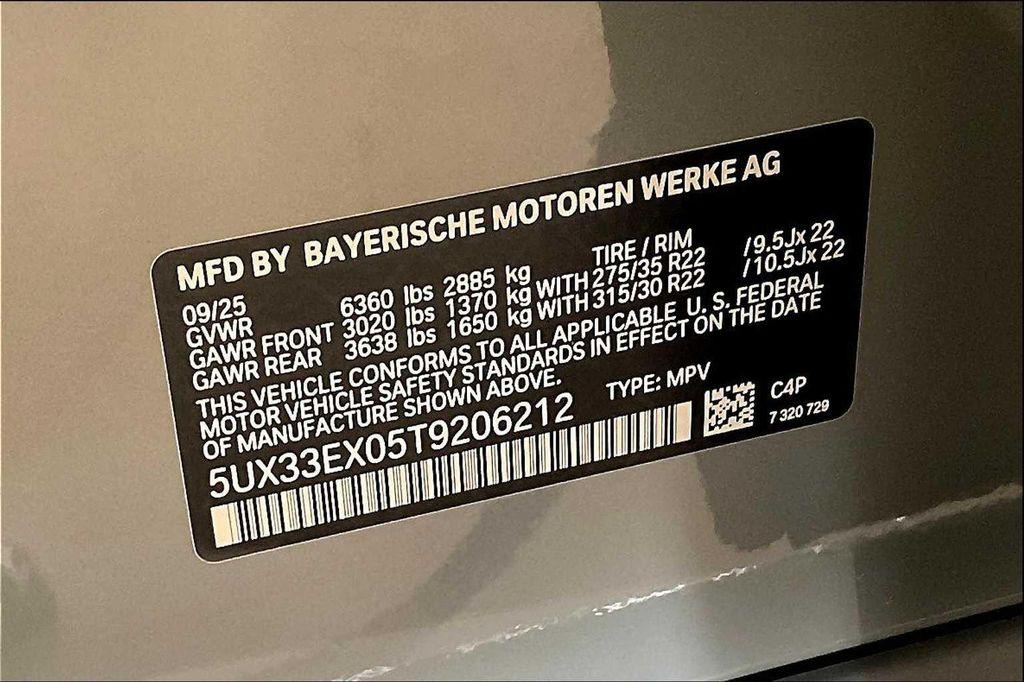 MFD BY BAYERISCHE MOTOREN WERKE AG
09/25 TIRE / RIM
GVWR 6360 lbs 2885 kg
GAWR FRONT 3020 lbs 1370 kg WITH 275/35 R22 /9.5Jx 22
GAWR REAR 3638 lbs 1650 kg WITH 315/30 R22 /10.5Jx 22
THIS VEHICLE CONFORMS TO ALL APPLICABLE U. S. FEDERAL
MOTOR VEHICLE SAFETY STANDARDS IN EFFECT ON THE DATE
OF MANUFACTURE SHOWN ABOVE.
TYPE: MPV
5UX33EX05T9206212
C4P
7 320 729